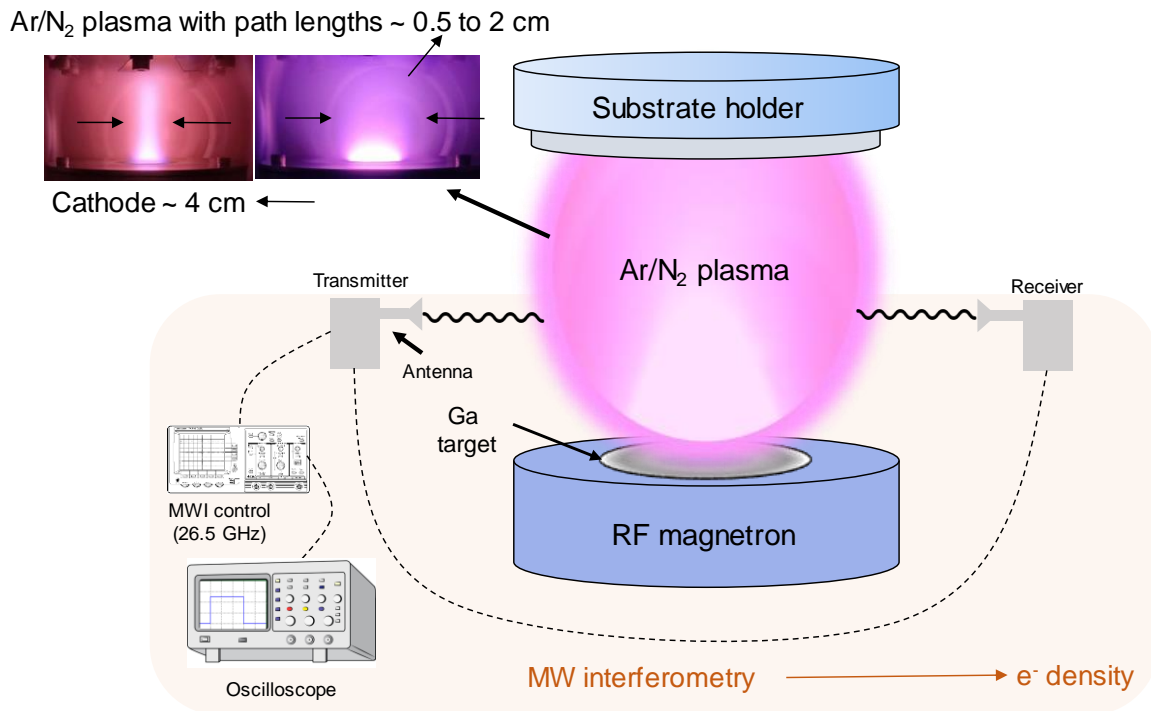 Ar/N₂ plasma with path lengths ~ 0.5 to 2 cm
Substrate holder
Cathode ~ 4 cm
Ar/N₂ plasma
Transmitter
Receiver
Antenna
Ga
target
MWI control
(26.5 GHz)
RF magnetron
Oscilloscope
MW interferometry
e⁻ density